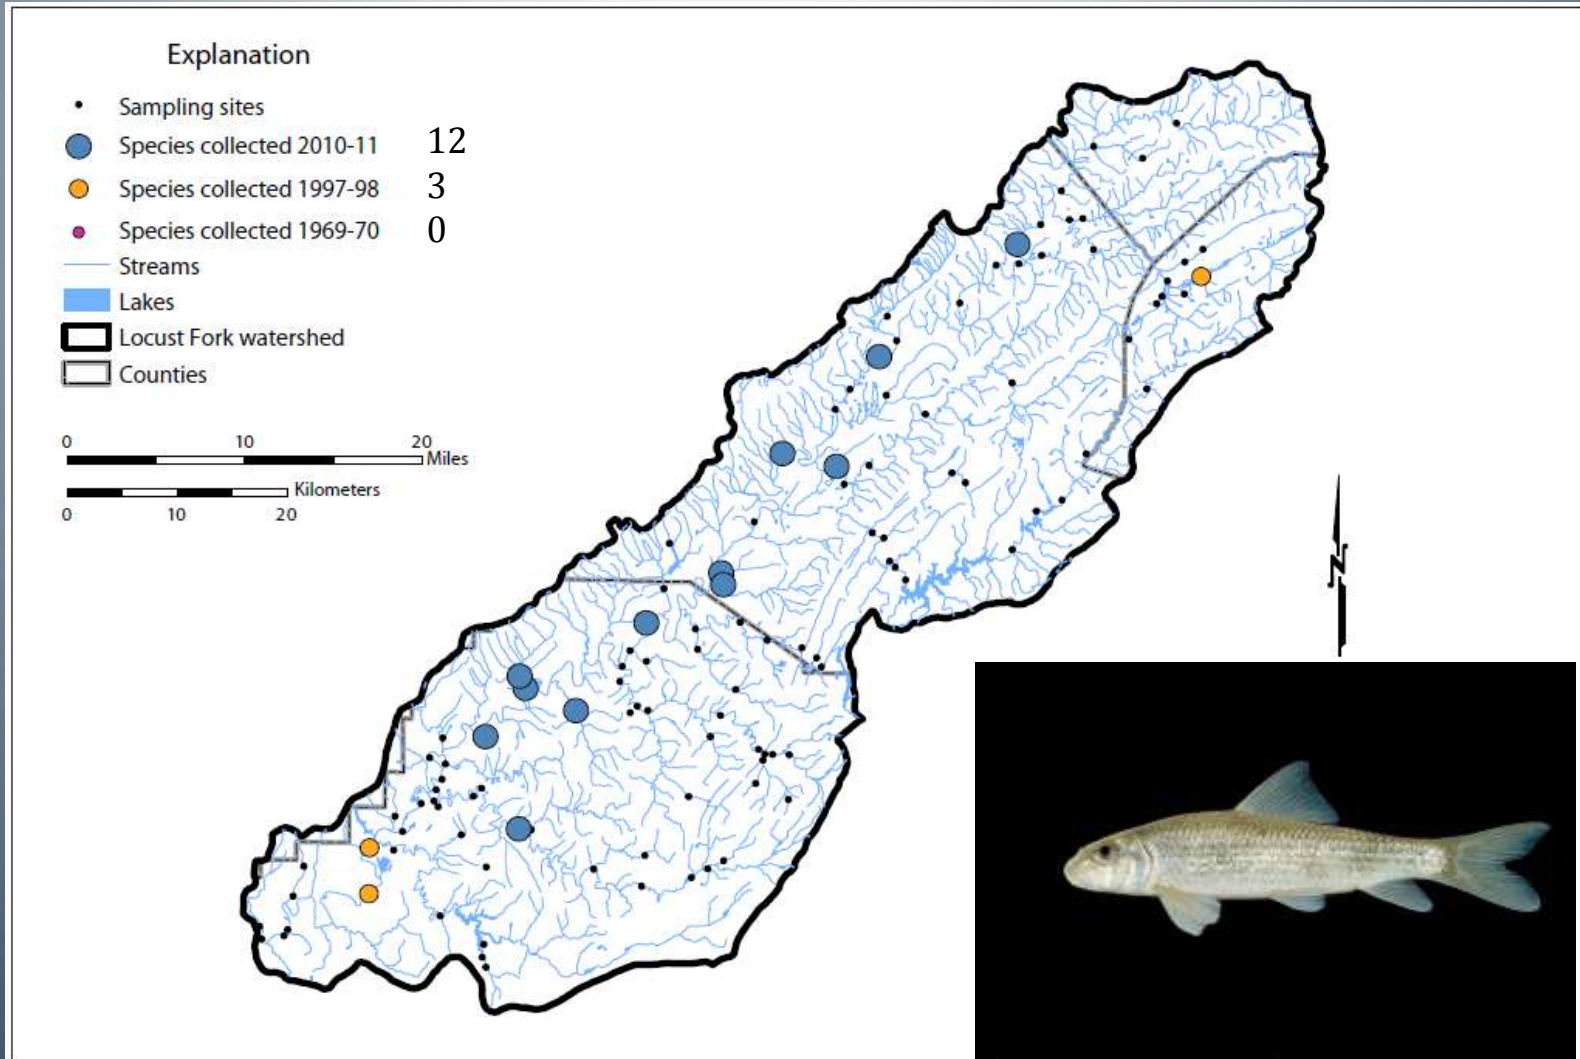 Explanation
Sampling sites
Species collected 2010-11 12
Species collected 1997-98 3
Species collected 1969-70 0
Streams
Lakes
Locust Fork watershed
Counties
0 10 20
Miles
Kilometers
0 10 20
N